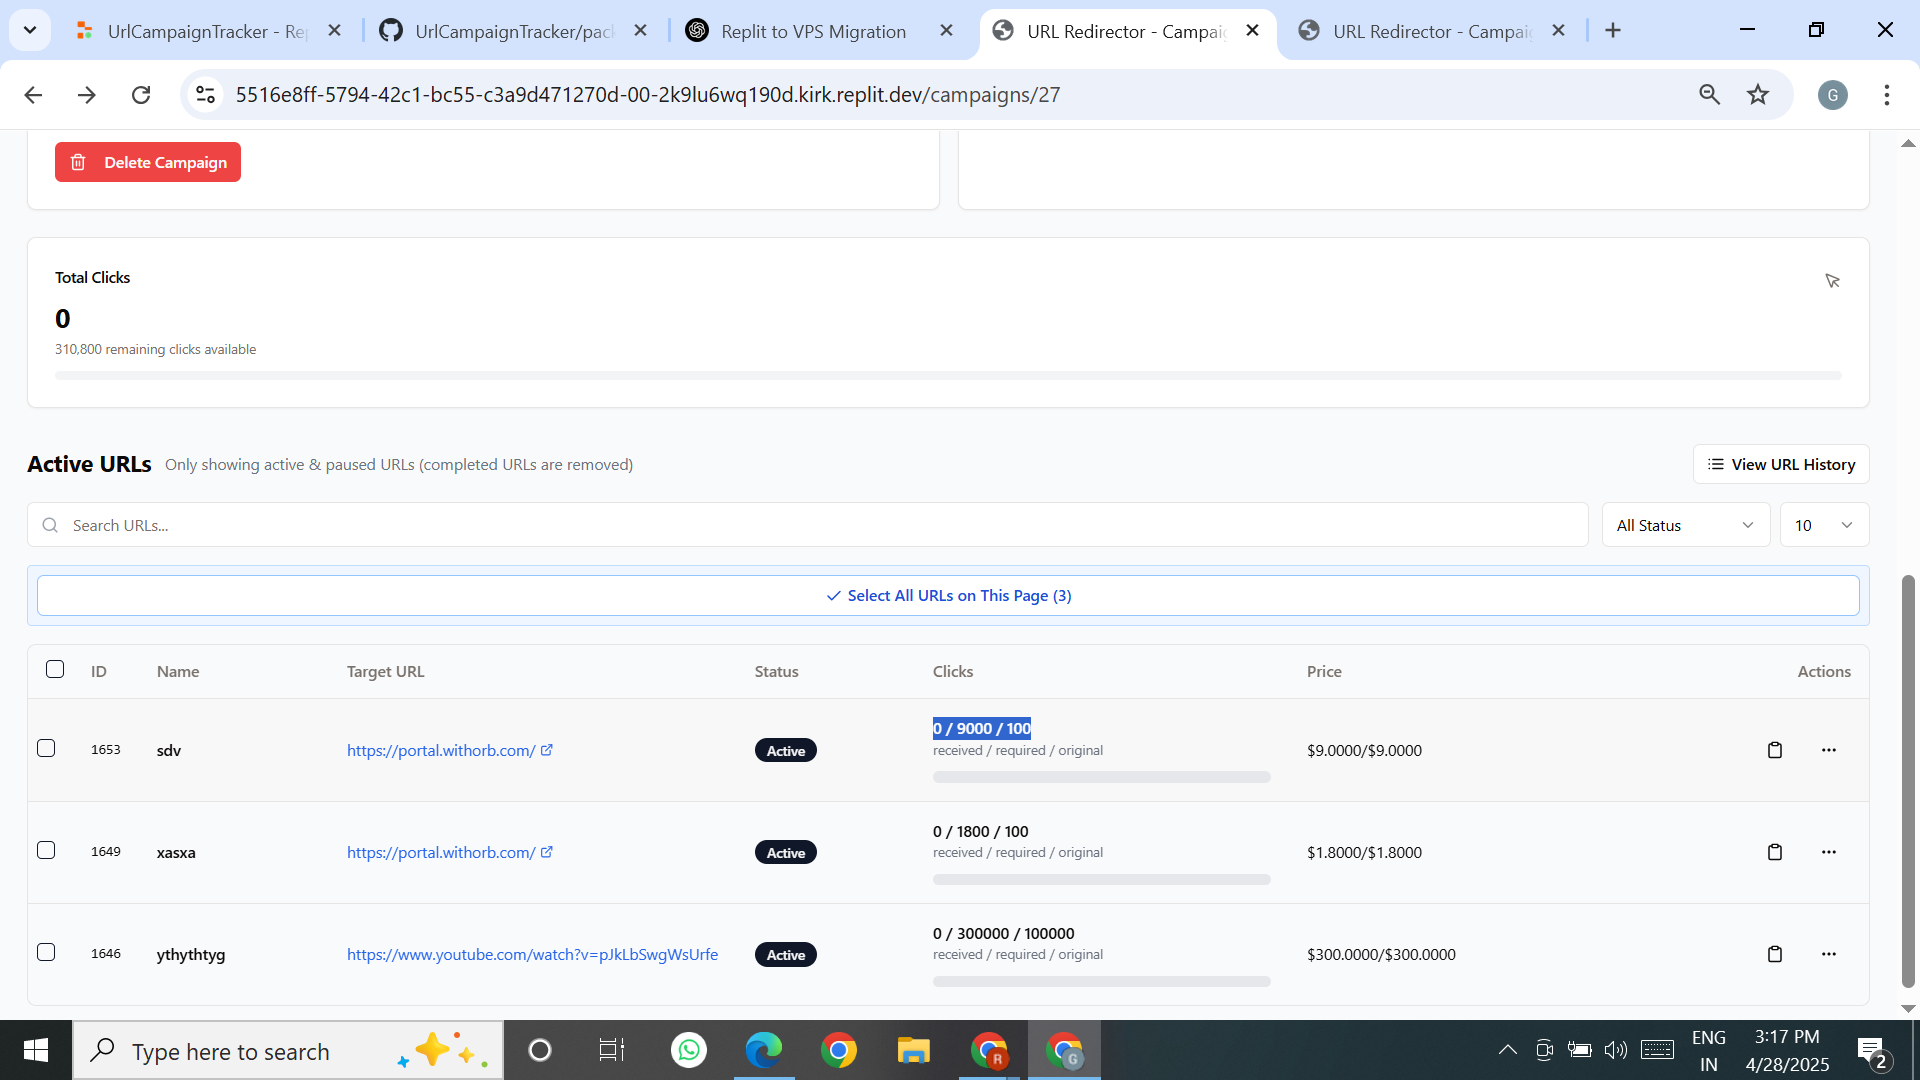 UrlCampaignTracker - Rep
UrlCampaignTracker/pac
Replit to VPS Migration
URL Redirector - Campai
URL Redirector - Campai
5516e8ff-5794-42c1-bc55-c3a9d471270d-00-2k9lu6wq190d.kirk.replit.dev/campaigns/27
G
Delete Campaign
Total Clicks
0
310,800 remaining clicks available
Active URLs Only showing active & paused URLs (completed URLs are removed)
View URL History
Search URLs...
All Status
10
Select All URLs on This Page (3)
ID Name Target URL Status Clicks Price Actions
1653 sdv https://portal.withorb.com/ Active 0 / 9000 / 100 $9.0000/$9.0000
received / required / original
1649 xasxa https://portal.withorb.com/ Active 0 / 1800 / 100 $1.8000/$1.8000
received / required / original
1646 ythythtyg https://www.youtube.com/watch?v=pJkLbSwgWsUrfe Active 0 / 300000 / 100000 $300.0000/$300.0000
received / required / original
Type here to search
R
G
ENG
IN
3:17 PM
4/28/2025
2